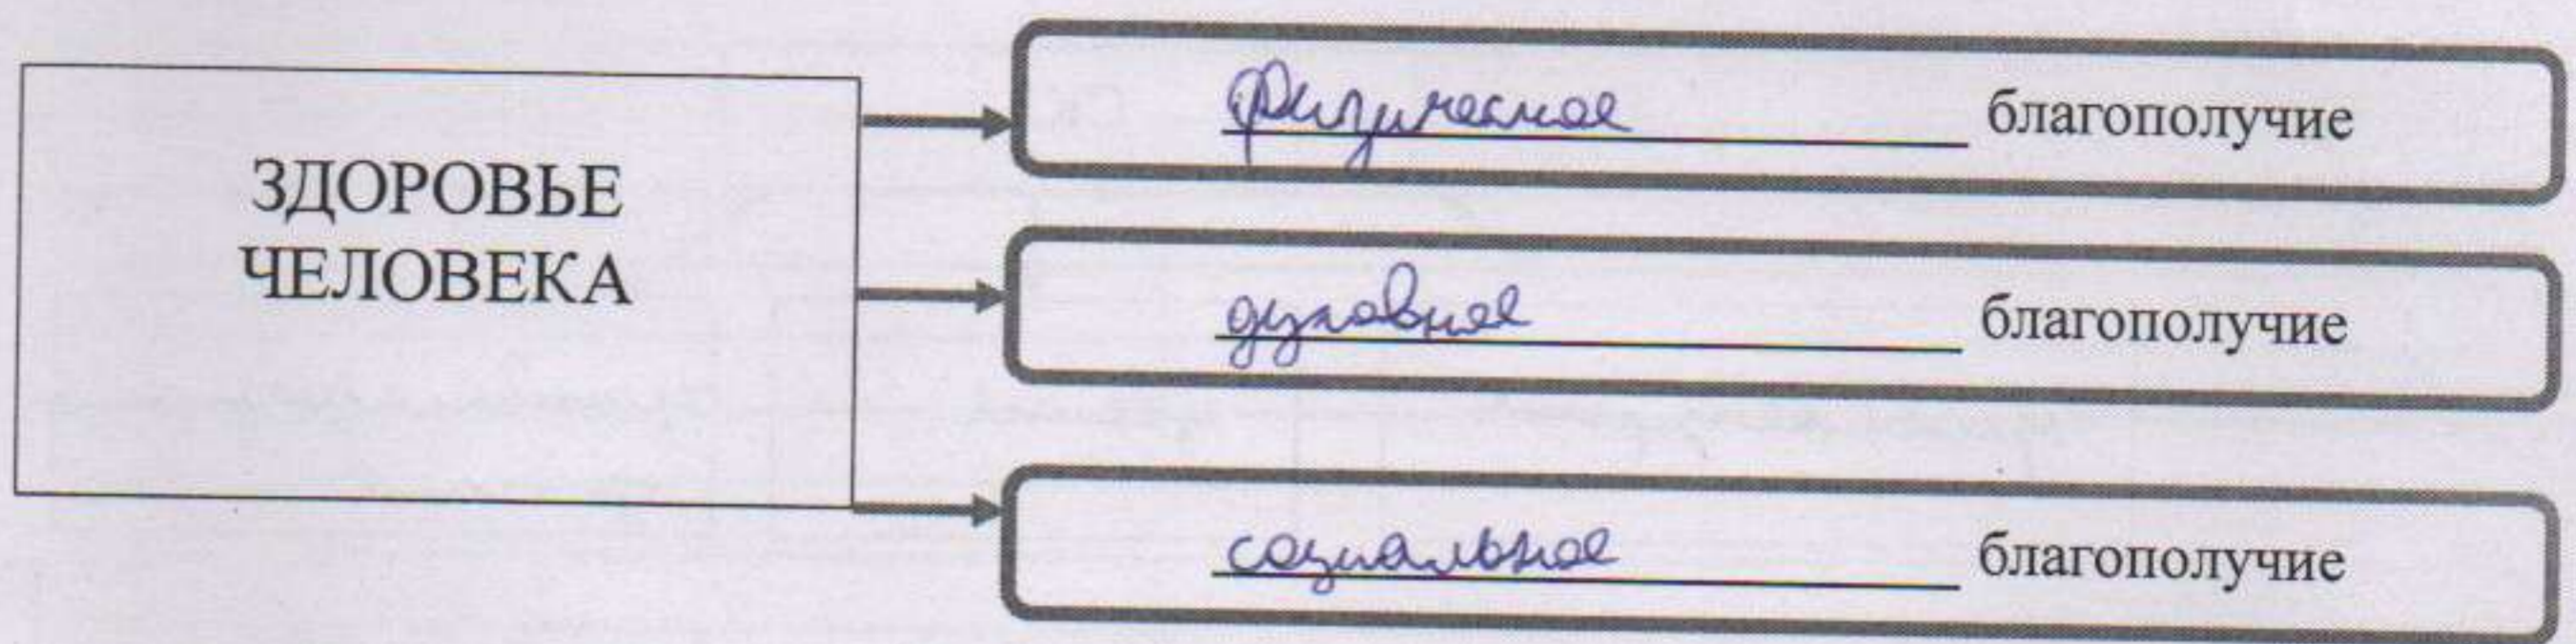 ЗДОРОВЬЕ
ЧЕЛОВЕКА
физическое благополучие
духовное благополучие
социальное благополучие